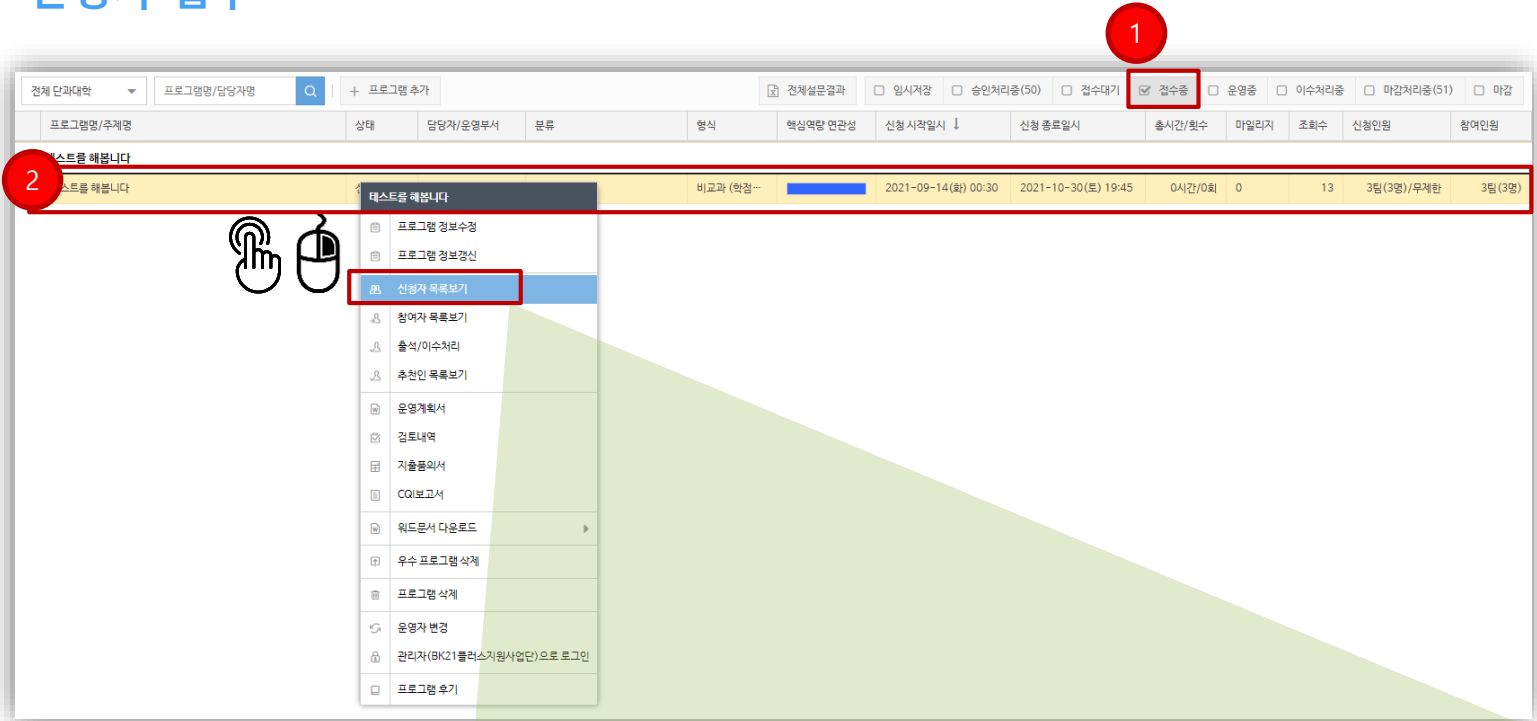 1
전체 단과대학 프로그램명/담당자명 + 프로그램 추가 전체설문결과 임시저장 승인처리중(50) 접수대기 접수중 운영중 이수처리중 마감처리중(51) 마감
프로그램명/주제명 상태 담당자/운영부서 분류 형식 핵심역량 연관성 신청 시작일시 ↓ 신청 종료일시 총시간/횟수 마일리지 조회수 신청인원 참여인원
스트를 해봅니다
2
스트를 해봅니다 비교과 (학점… 2021-09-14(화) 00:30 2021-10-30(토) 19:45 0시간/0회 0 13 3팀(3명)/무제한 3팀(3명)
테스트를 해봅니다
프로그램 정보수정
프로그램 정보갱신
신청자 목록보기
참여자 목록보기
출석/이수처리
추천인 목록보기
운영계획서
검토내역
지출품의서
CQI보고서
워드문서 다운로드
우수 프로그램 삭제
프로그램 삭제
운영자 변경
관리자(BK21플러스지원사업단)으로 로그인
프로그램 후기